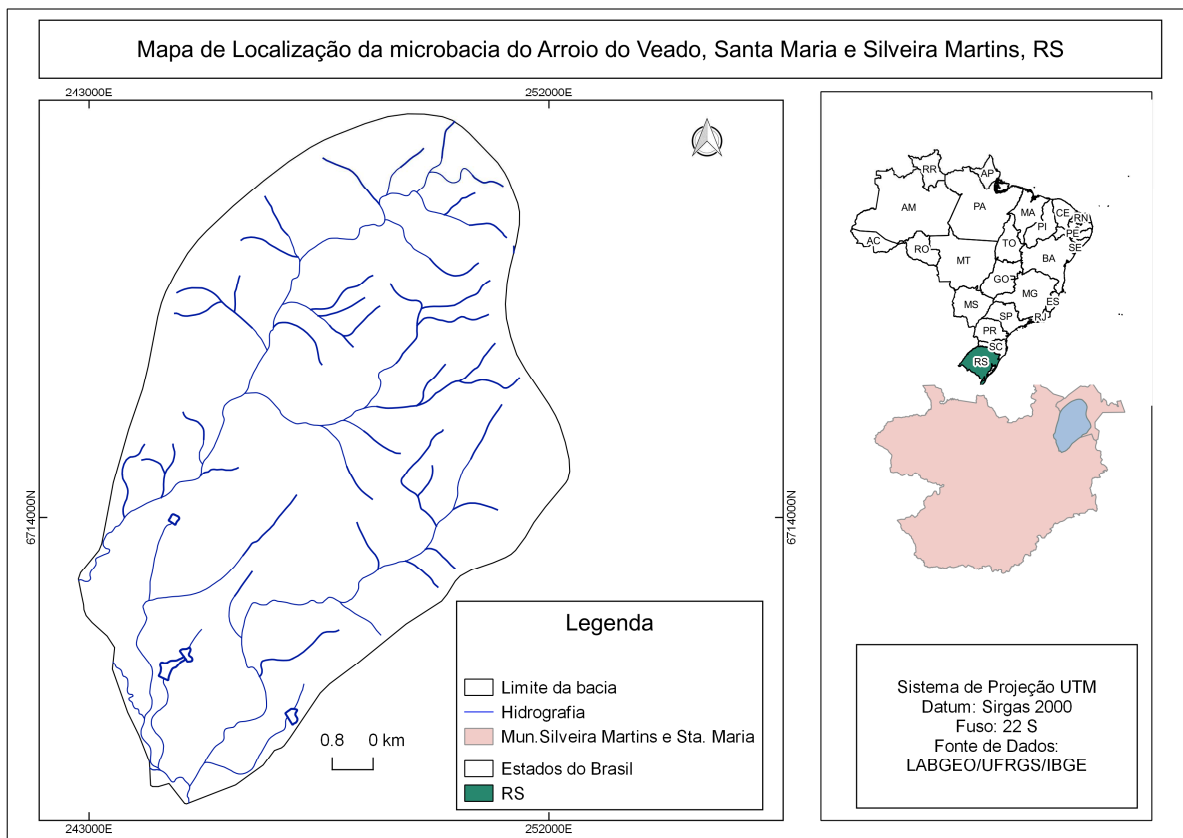 Mapa de Localização da microbacia do Arroio do Veado, Santa Maria e Silveira Martins, RS
243000E
252000E
6714000N
6714000N
243000E
252000E
0.8 0 km
Legenda
Limite da bacia
Hidrografia
Mun.Silveira Martins e Sta. Maria
Estados do Brasil
RS
RR
AP
AM
PA
MA
CE
RN
PI
PE
AC
TO
SE
RO
BA
MT
GO
MG
MS
ES
SP
RJ
PR
SC
RS
Sistema de Projeção UTM
Datum: Sirgas 2000
Fuso: 22 S
Fonte de Dados:
LABGEO/UFRGS/IBGE